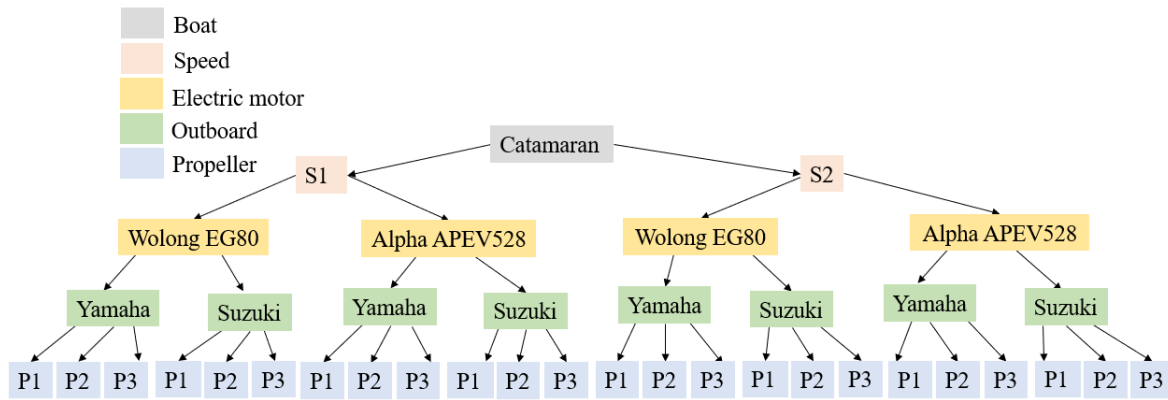 Boat
Speed
Electric motor
Outboard
Propeller
Catamaran
S1
S2
Wolong EG80
Alpha APEV528
Wolong EG80
Alpha APEV528
Yamaha
Suzuki
Yamaha
Suzuki
Yamaha
Suzuki
Yamaha
Suzuki
P1 P2 P3 P1 P2 P3 P1 P2 P3 P1 P2 P3 P1 P2 P3 P1 P2 P3 P1 P2 P3 P1 P2 P3